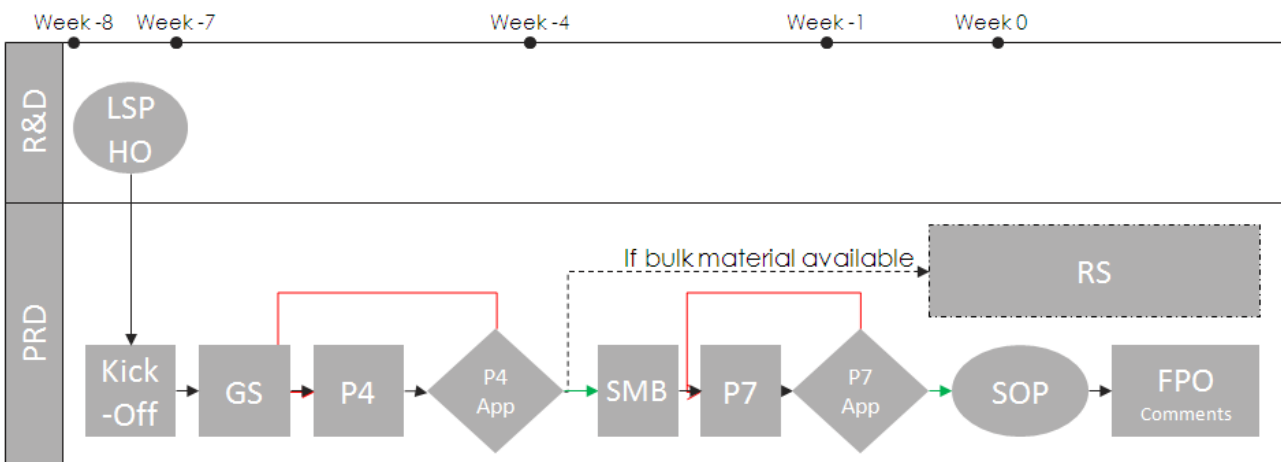 Week -8
Week -7
Week -4
Week -1
Week 0
R&D
LSP
HO
PRD
If bulk material available
RS
Kick
-Off
GS
P4
P4
App
SMB
P7
P7
App
SOP
FPO
Comments